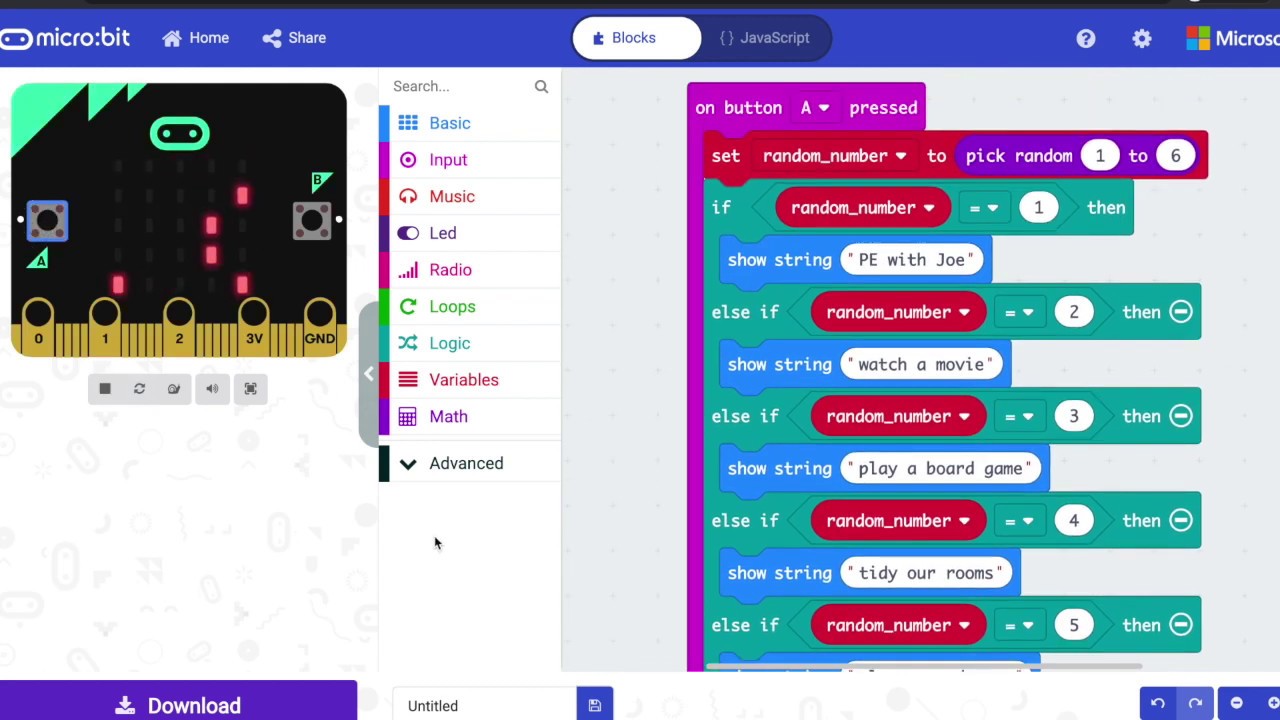 micro:bit Home Share Blocks { } JavaScript ? Microso
Search...
Basic
Input
Music
Led
Radio
Loops
Logic
Variables
Math
Advanced
A
B
0 1 2 3V GND
on button A pressed
set random_number to pick random 1 to 6
if random_number = 1 then
show string "PE with Joe"
else if random_number = 2 then
show string "watch a movie"
else if random_number = 3 then
show string "play a board game"
else if random_number = 4 then
show string "tidy our rooms"
else if random_number = 5 then
Download
Untitled